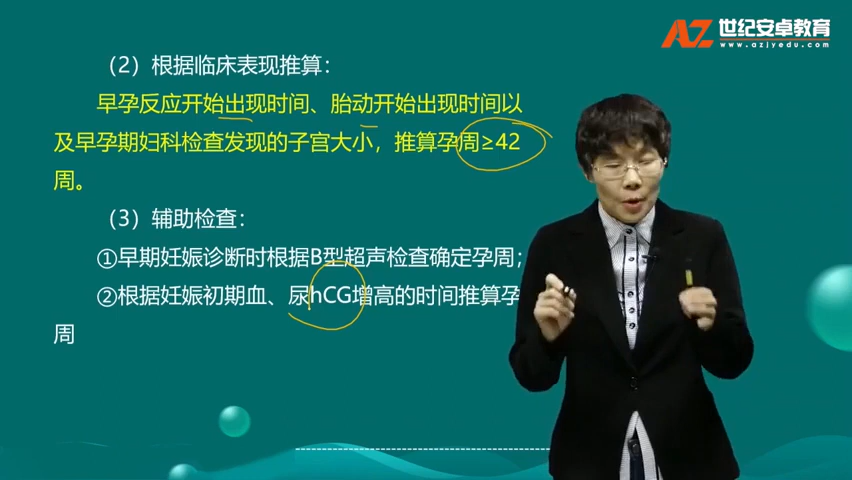 AZ 世纪安卓教育
www.azjyedu.com
（2）根据临床表现推算：
早孕反应开始出现时间、胎动开始出现时间以
及早孕期妇科检查发现的子宫大小，推算孕周≥42
周。
（3）辅助检查：
①早期妊娠诊断时根据B型超声检查确定孕周；
②根据妊娠初期血、尿hCG增高的时间推算孕
周